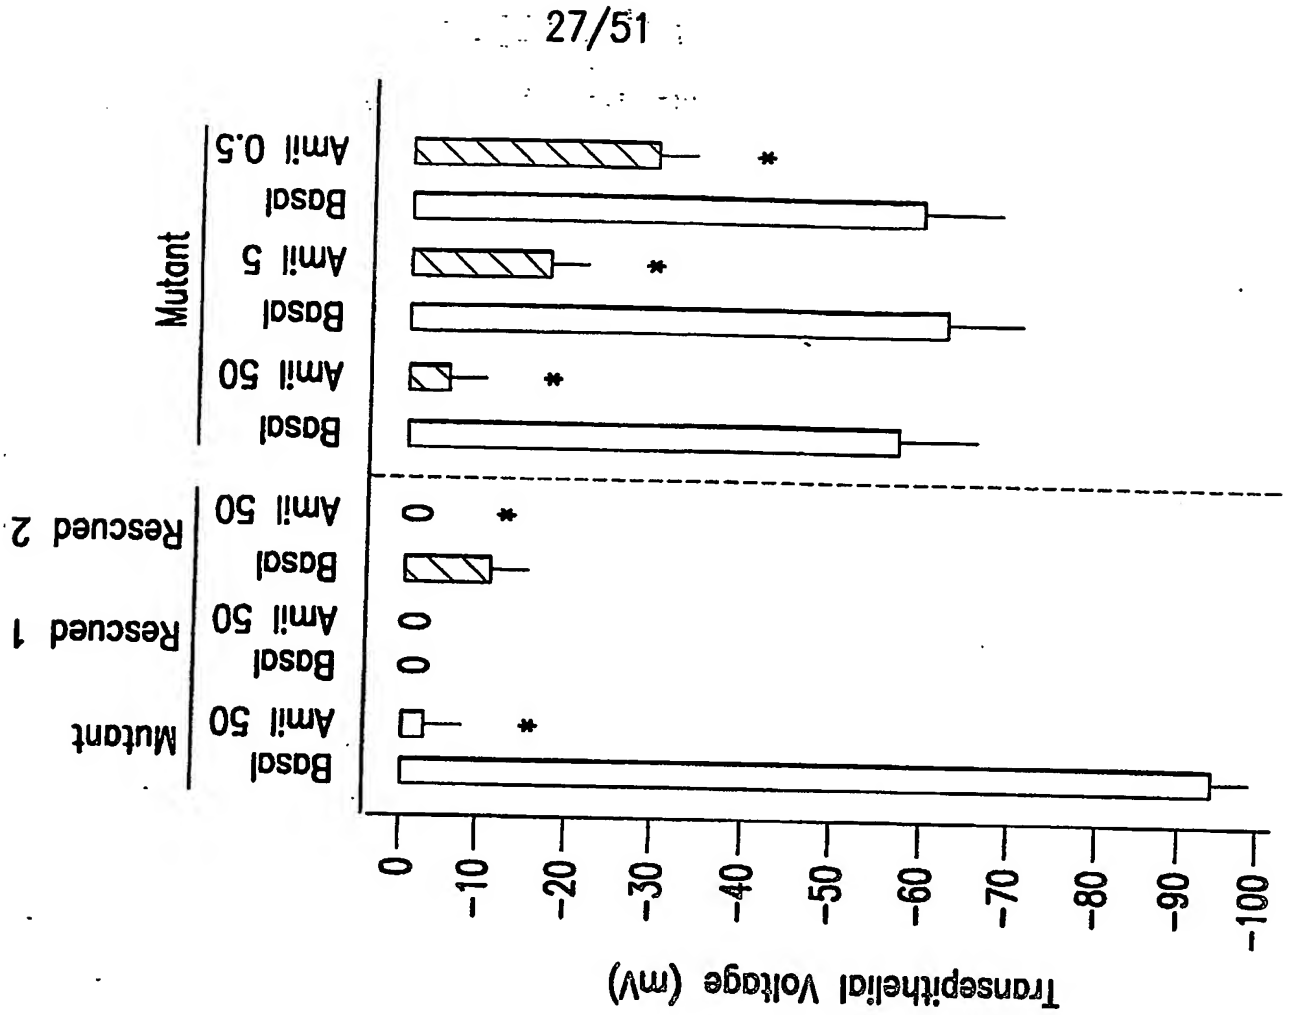 27/51
Transepithelial Voltage (mV)
0
-10
-20
-30
-40
-50
-60
-70
-80
-90
-100
Basal
Amil 50
*
Basal
0
Amil 50
0
Basal
Amil 50
0
*
Basal
Amil 50
*
Basal
Amil 5
*
Basal
Amil 0.5
*
Mutant
Rescued 1
Rescued 2
Mutant